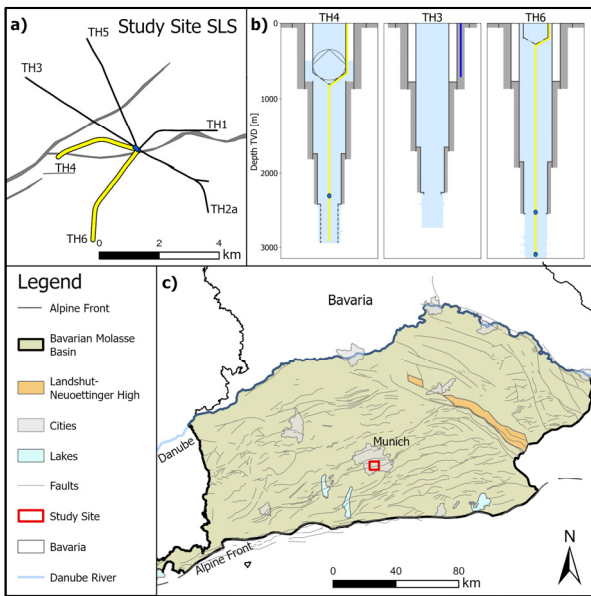 a) Study Site SLS
TH5
TH3
TH1
TH4
TH2a
TH6
0 2 4
km
b) TH4 TH3 TH6
Depth TVD [m]
0
1000
2000
3000
Legend
Alpine Front
Bavarian Molasse
Basin
Landshut-
Neuoettinger High
Cities
Lakes
Faults
Study Site
Bavaria
Danube River
c)
Bavaria
Danube
Munich
Alpine Front
N
0 40 80
km